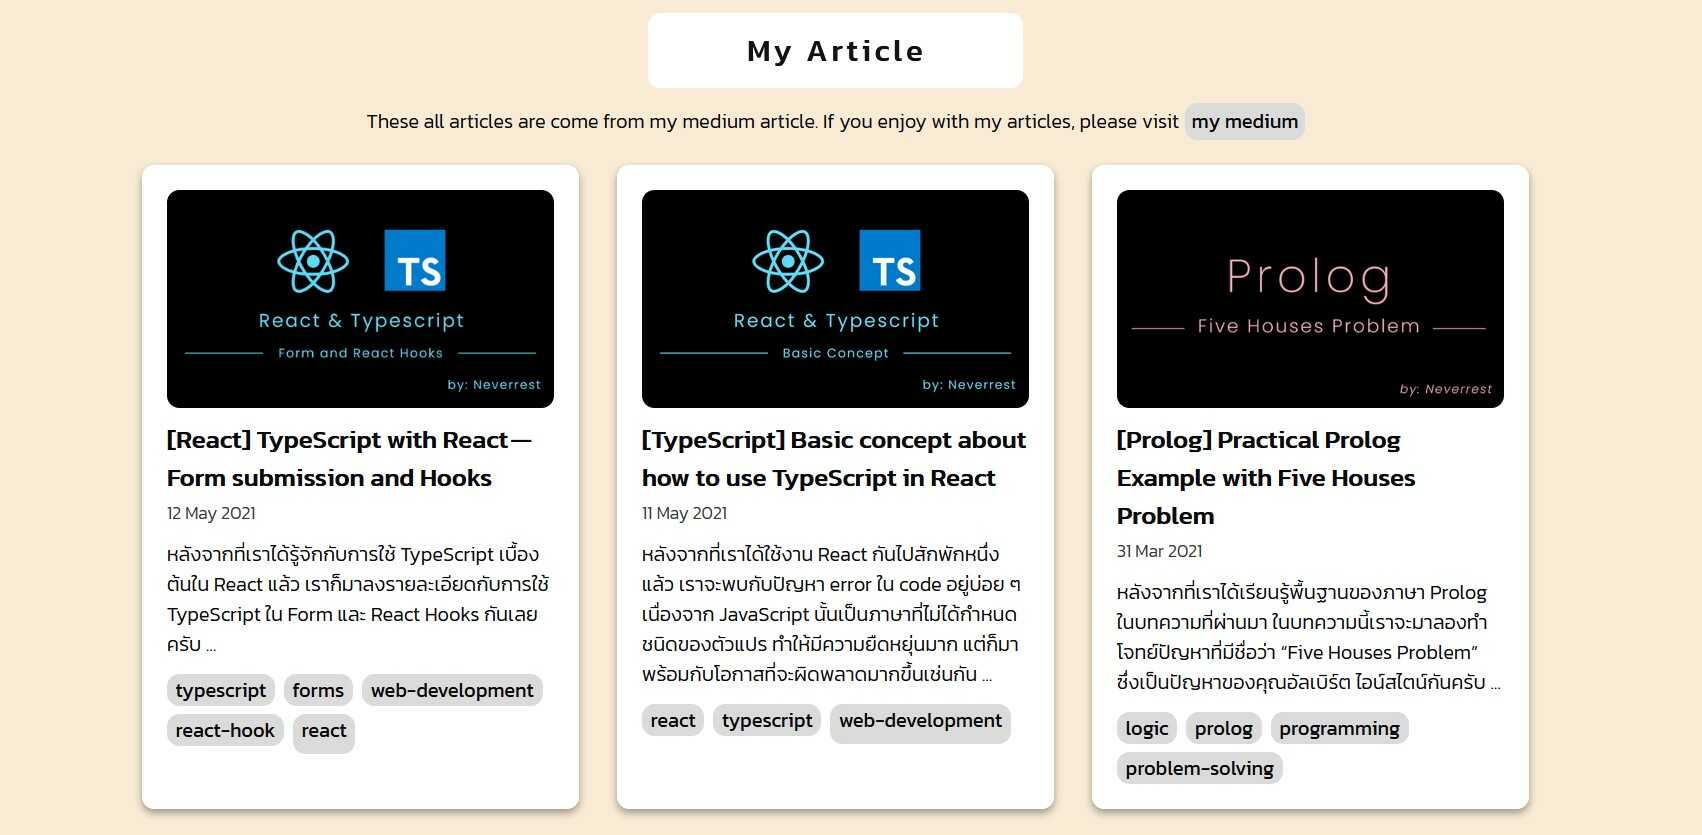 My Article
These all articles are come from my medium article. If you enjoy with my articles, please visit my medium
TS
React & Typescript
Form and React Hooks
by: Neverrest
[React] TypeScript with React—
Form submission and Hooks
12 May 2021
หลังจากที่เราได้รู้จักกับการใช้ TypeScript เบื้อง
ต้นใน React แล้ว เราก็มาลงรายละเอียดกับการใช้
TypeScript ใน Form และ React Hooks กันเลย
ครับ ...
typescript forms web-development
react-hook react
TS
React & Typescript
Basic Concept
by: Neverrest
[TypeScript] Basic concept about
how to use TypeScript in React
11 May 2021
หลังจากที่เราได้ใช้งาน React กันไปสักพักหนึ่ง
แล้ว เราจะพบกับปัญหา error ใน code อยู่บ่อย ๆ
เนื่องจาก JavaScript นั้นเป็นภาษาที่ไม่ได้กำหนด
ชนิดของตัวแปร ทำให้มีความยืดหยุ่นมาก แต่ก็มา
พร้อมกับโอกาสที่จะผิดพลาดมากขึ้นเช่นกัน ...
react typescript web-development
Prolog
Five Houses Problem
by: Neverrest
[Prolog] Practical Prolog
Example with Five Houses
Problem
31 Mar 2021
หลังจากที่เราได้เรียนรู้พื้นฐานของภาษา Prolog
ในบทความที่ผ่านมา ในบทความนี้เราจะมาลองทำ
โจทย์ปัญหาที่มีชื่อว่า “Five Houses Problem”
ซึ่งเป็นปัญหาของคุณอัลเบิร์ต ไอน์สไตน์กันครับ ...
logic prolog programming
problem-solving